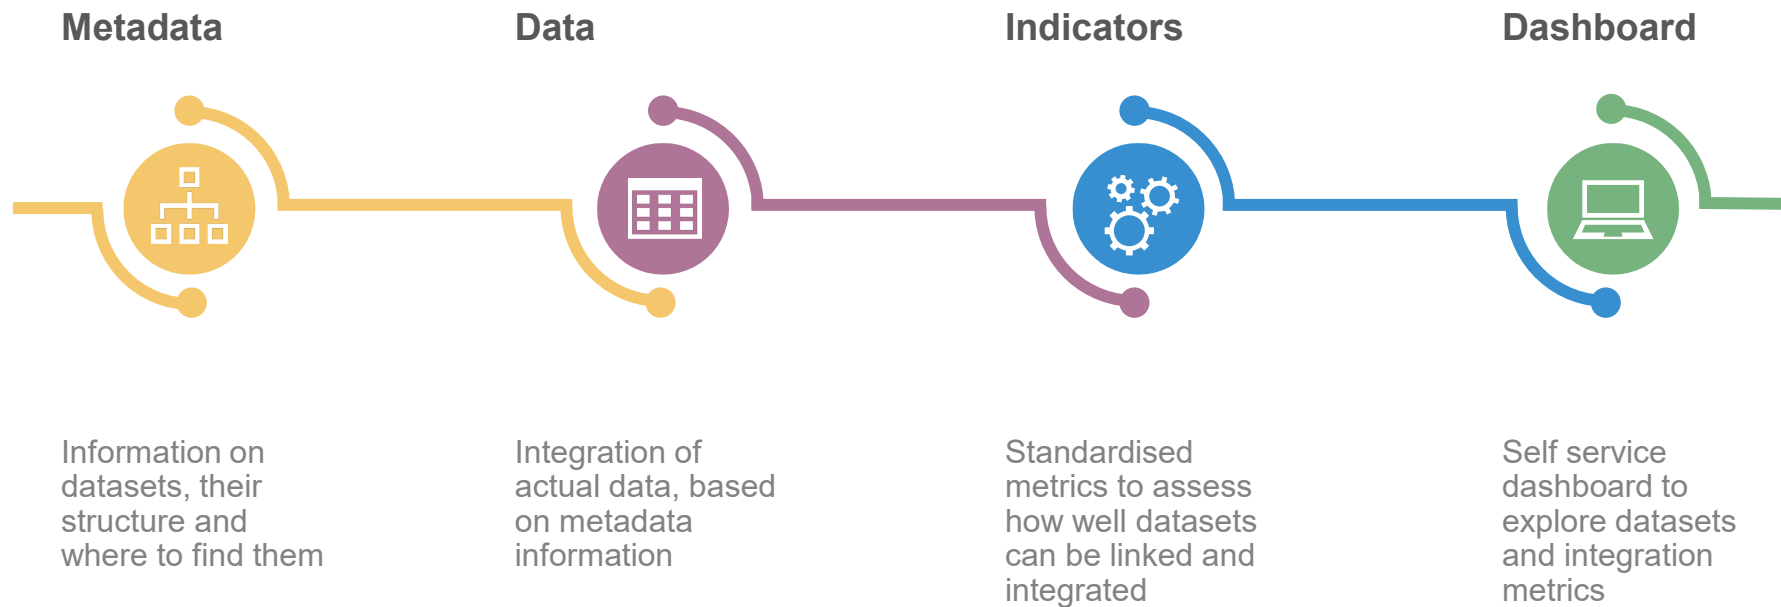 Metadata
Data
Indicators
Dashboard
Information on
datasets, their
structure and
where to find them
Integration of
actual data, based
on metadata
information
Standardised
metrics to assess
how well datasets
can be linked and
integrated
Self service
dashboard to
explore datasets
and integration
metrics